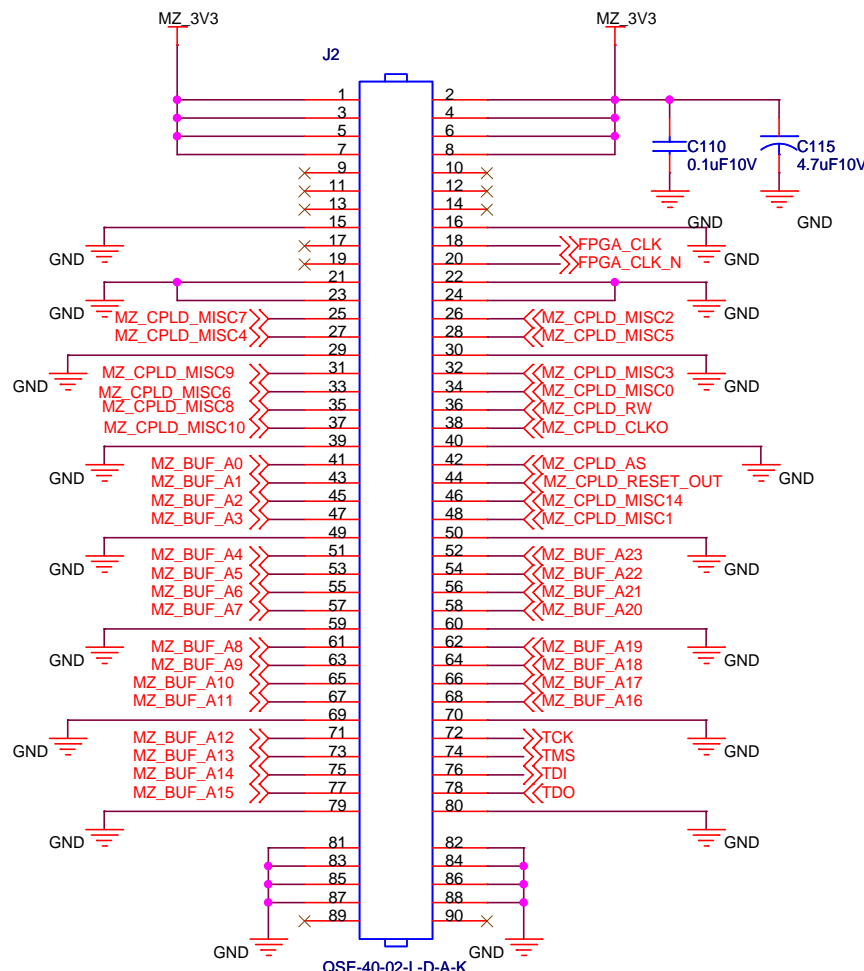 MZ_3V3 MZ_3V3
J2
1 2
3 4
5 6
7 8
C110 C115
0.1uF10V 4.7uF10V
9 10
11 12
13 14
15 16
GND GND
GND GND
17 18 FPGA_CLK
19 20 FPGA_CLK_N
21 22
23 24
GND GND
MZ_CPLD_MISC7 25 26 MZ_CPLD_MISC2
MZ_CPLD_MISC4 27 28 MZ_CPLD_MISC5
29 30
GND GND
MZ_CPLD_MISC9 31 32 MZ_CPLD_MISC3
MZ_CPLD_MISC6 33 34 MZ_CPLD_MISC0
MZ_CPLD_MISC8 35 36 MZ_CPLD_RW
MZ_CPLD_MISC10 37 38 MZ_CPLD_CLKO
39 40
GND GND
MZ_BUF_A0 41 42 MZ_CPLD_AS
MZ_BUF_A1 43 44 MZ_CPLD_RESET_OUT
MZ_BUF_A2 45 46 MZ_CPLD_MISC14
MZ_BUF_A3 47 48 MZ_CPLD_MISC1
49 50
GND GND
MZ_BUF_A4 51 52 MZ_BUF_A23
MZ_BUF_A5 53 54 MZ_BUF_A22
MZ_BUF_A6 55 56 MZ_BUF_A21
MZ_BUF_A7 57 58 MZ_BUF_A20
59 60
GND GND
MZ_BUF_A8 61 62 MZ_BUF_A19
MZ_BUF_A9 63 64 MZ_BUF_A18
MZ_BUF_A10 65 66 MZ_BUF_A17
MZ_BUF_A11 67 68 MZ_BUF_A16
69 70
GND GND
MZ_BUF_A12 71 72 TCK
MZ_BUF_A13 73 74 TMS
MZ_BUF_A14 75 76 TDI
MZ_BUF_A15 77 78 TDO
79 80
GND GND
81 82
83 84
85 86
87 88
89 90
GND GND
QSE-40-02-L-D-A-K